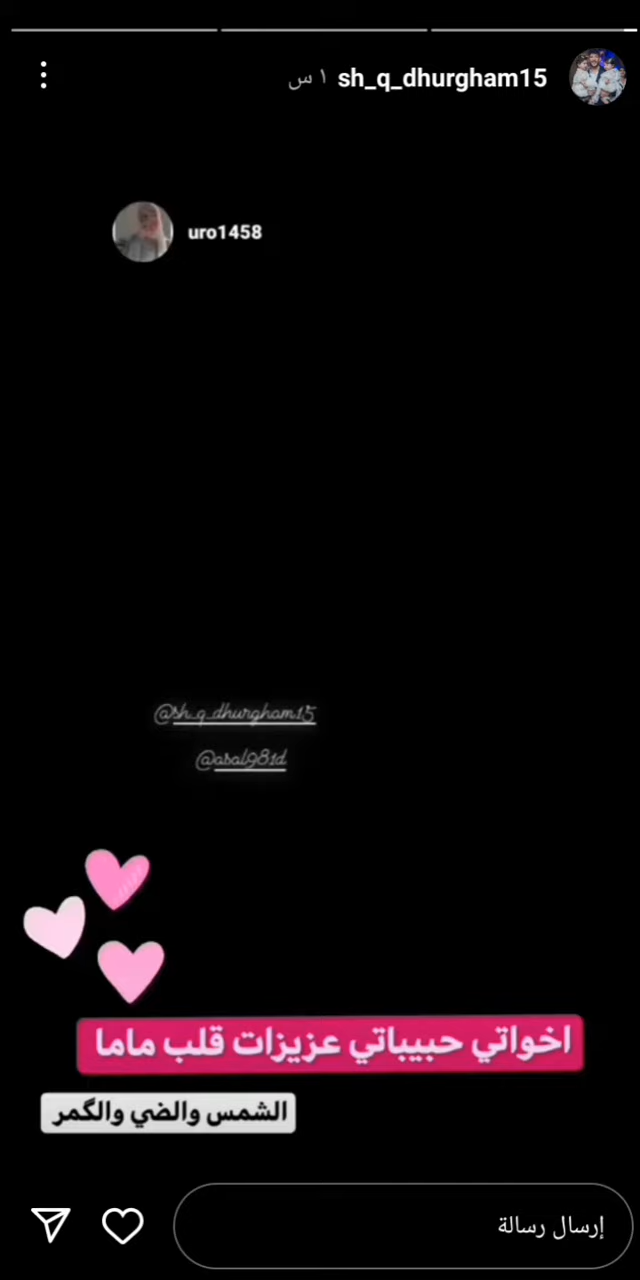 sh_q_dhurgham15 ١ س
uro1458
@sh_q_dhurgham15
@asal981d
اخواتي حبيباتي عزيزات قلب ماما
الشمس والضي والگمر
إرسال رسالة